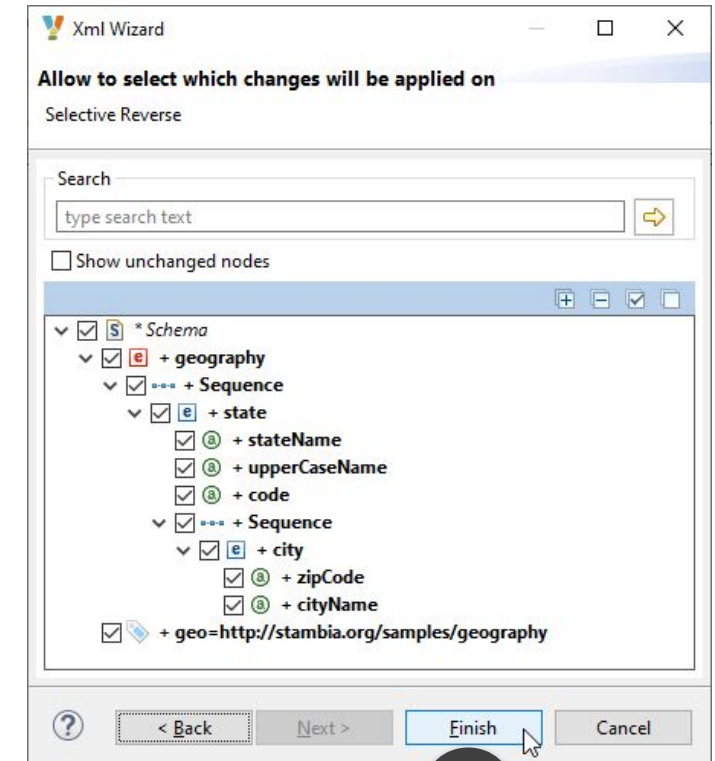 Xml Wizard
Allow to select which changes will be applied on
Selective Reverse
Search
type search text
Show unchanged nodes
S * Schema
e + geography
+ Sequence
e + state
a + stateName
a + upperCaseName
a + code
+ Sequence
e + city
a + zipCode
a + cityName
+ geo=http://stambia.org/samples/geography
? < Back Next > Finish Cancel